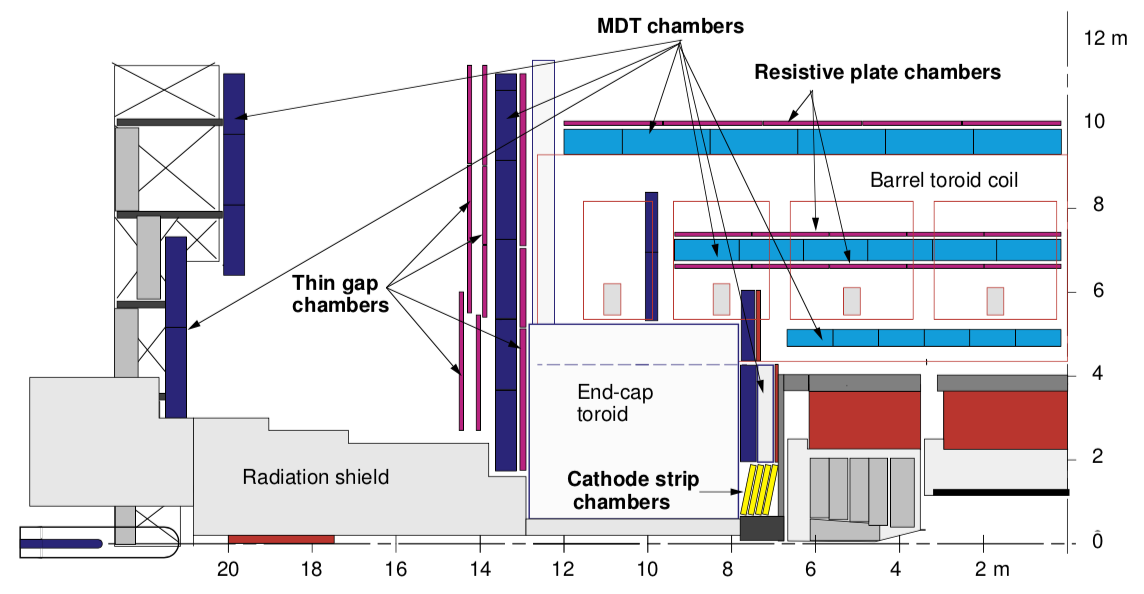 MDT chambers
12 m
Resistive plate chambers
10
Barrel toroid coil
8
Thin gap
chambers
6
4
End-cap
toroid
Radiation shield
2
Cathode strip
chambers
0
20
18
16
14
12
10
8
6
4
2 m